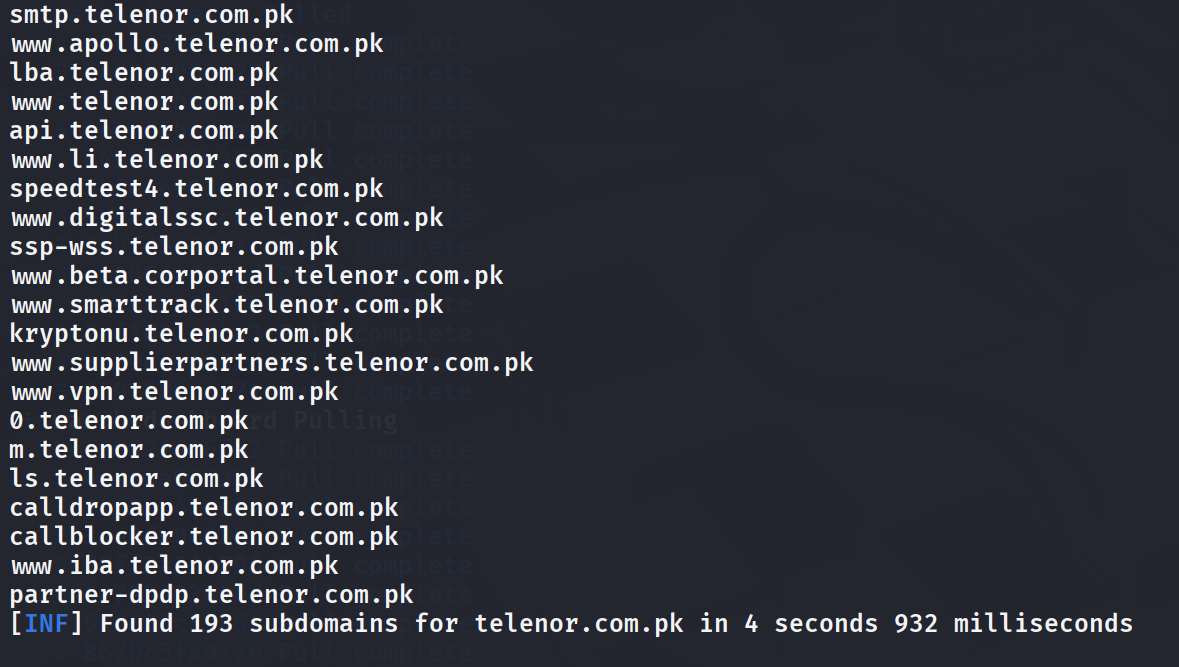 smtp.telenor.com.pk
www.apollo.telenor.com.pk
lba.telenor.com.pk
www.telenor.com.pk
api.telenor.com.pk
www.li.telenor.com.pk
speedtest4.telenor.com.pk
www.digitalssc.telenor.com.pk
ssp-wss.telenor.com.pk
www.beta.corportal.telenor.com.pk
www.smarttrack.telenor.com.pk
kryptonu.telenor.com.pk
www.supplierpartners.telenor.com.pk
www.vpn.telenor.com.pk
0.telenor.com.pk
m.telenor.com.pk
ls.telenor.com.pk
calldropapp.telenor.com.pk
callblocker.telenor.com.pk
www.iba.telenor.com.pk
partner-dpdp.telenor.com.pk
[INF] Found 193 subdomains for telenor.com.pk in 4 seconds 932 milliseconds